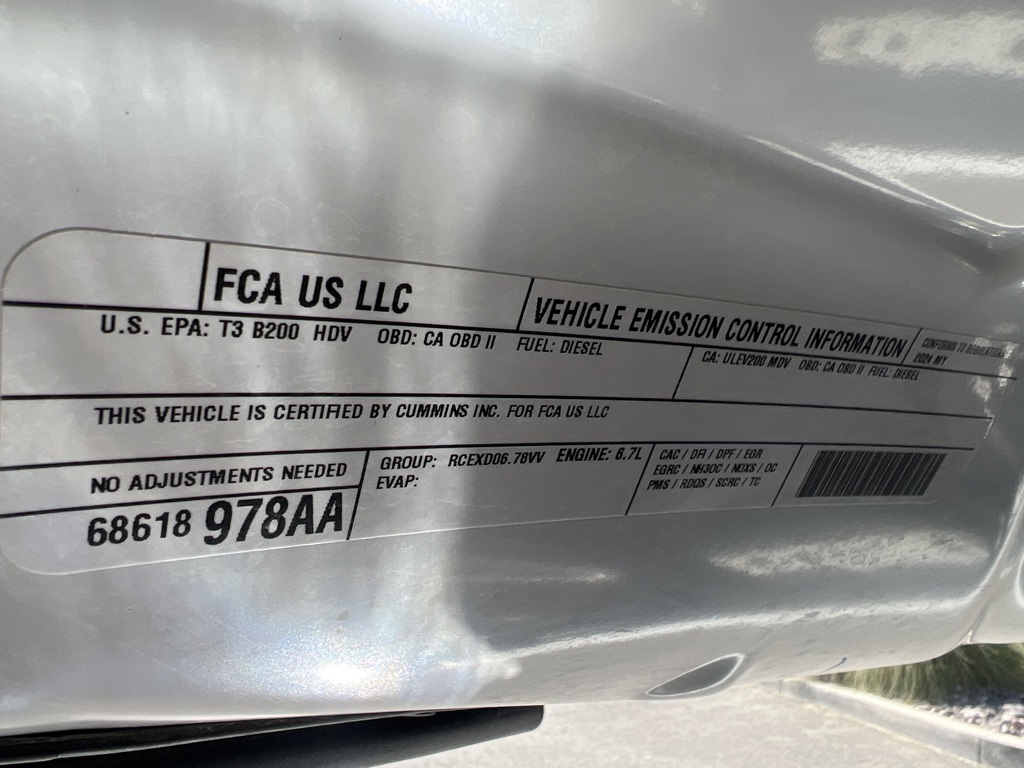 FCA US LLC
VEHICLE EMISSION CONTROL INFORMATION
CONFORMS TO REGULATIONS:
2024 MY
U.S. EPA: T3 B200 HDV OBD: CA OBD II FUEL: DIESEL
CA: ULEV200 MDV OBD: CA OBD II FUEL: DIESEL
THIS VEHICLE IS CERTIFIED BY CUMMINS INC. FOR FCA US LLC
NO ADJUSTMENTS NEEDED
68618 978AA
GROUP: RCEXD06.78VV ENGINE: 6.7L
EVAP:
CAC / DFI / DPF / EGR
EGRC / NH3OC / NOXS / OC
PMS / RDQS / SCRC / TC